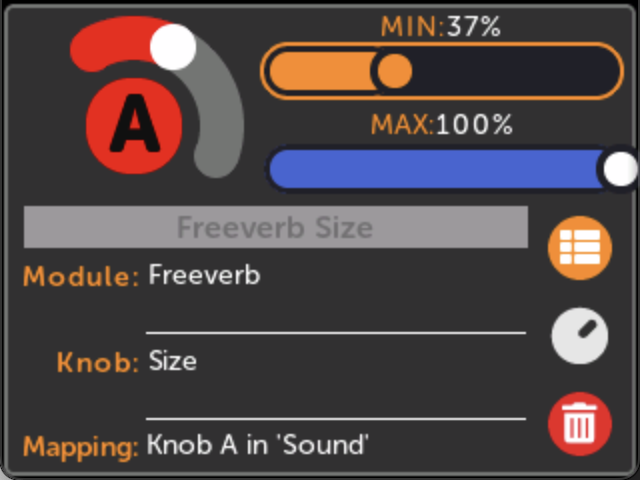 MIN:37%
MAX:100%
A
Freeverb Size
Module: Freeverb
Knob: Size
Mapping: Knob A in 'Sound'